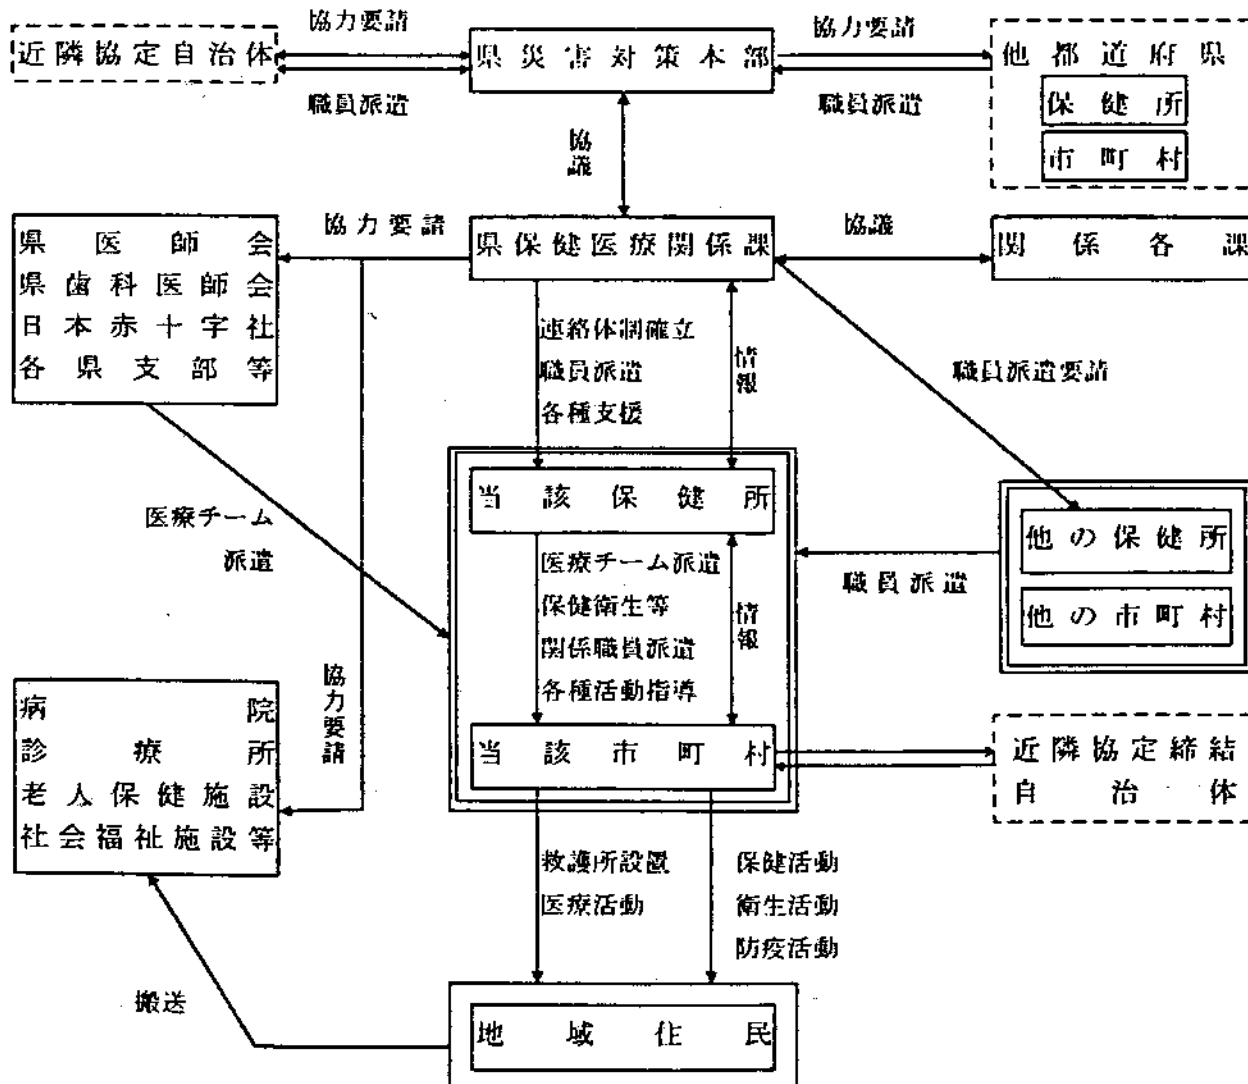 協力要請
協力要請
近隣協定自治体
県災害対策本部
他都道府県
職員派遣
職員派遣
保健所
市町村
協議
県医師会
県歯科医師会
日本赤十字社
各県支部等
協力要請
県保健医療関係課
協議
関係各課
連絡体制確立
職員派遣
各種支援
情報
職員派遣要請
当該保健所
医療チーム
派遣
医療チーム派遣
保健衛生等
関係職員派遣
各種活動指導
情報
職員派遣
他の保健所
他の市町村
協力要請
病院
診療所
老人保健施設
社会福祉施設等
当該市町村
近隣協定締結
自治体
救護所設置
医療活動
保健活動
衛生活動
防疫活動
搬送
地域住民